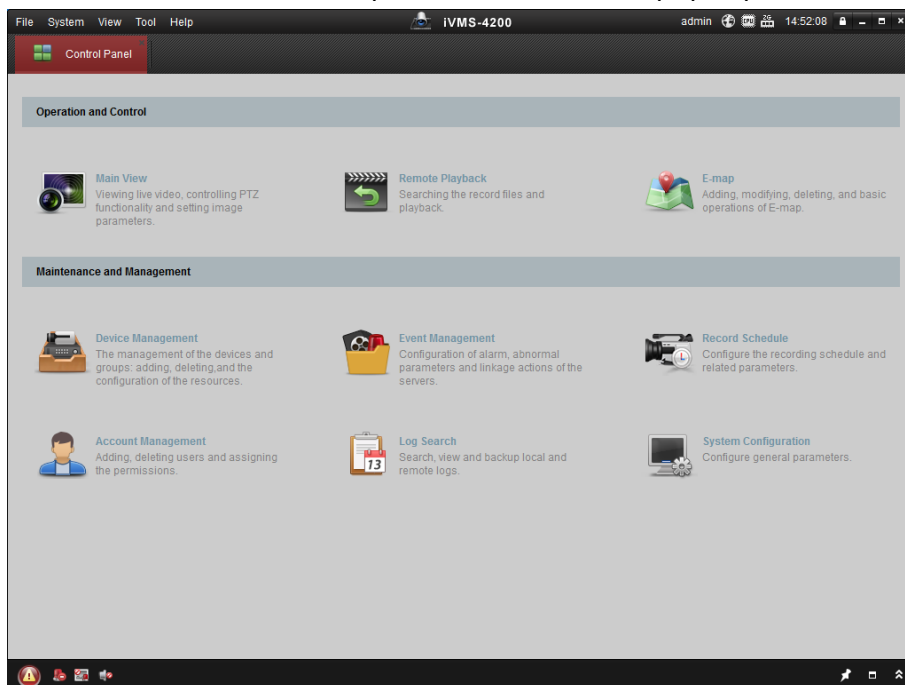 File System View Tool Help iVMS-4200 admin 14:52:08
Control Panel
Operation and Control
Main View
Viewing live video, controlling PTZ
functionality and setting image
parameters.
Remote Playback
Searching the record files and
playback.
E-map
Adding, modifying, deleting, and basic
operations of E-map.
Maintenance and Management
Device Management
The management of the devices and
groups: adding, deleting,and the
configuration of the resources.
Event Management
Configuration of alarm, abnormal
parameters and linkage actions of the
servers.
Record Schedule
Configure the recording schedule and
related parameters.
Account Management
Adding, deleting users and assigning
the permissions.
13
Log Search
Search, view and backup local and
remote logs.
System Configuration
Configure general parameters.